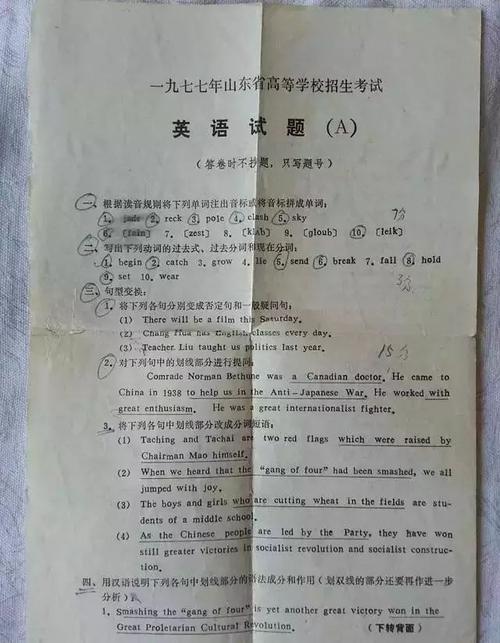 一九七七年山东省高等学校招生考试
英语试题 (A)
(答卷时不抄题,只写题号)
一、根据读音规则将下列单词注出音标或将音标拼成单词:
1. jade 2. reck 3. pole 4. clash 5. sky
7分
6. [fain] 7. [zest] 8. [klʌb] 9. [gloub] 10. [leik]
二、写出下列动词的过去式、过去分词和现在分词:
1. begin 2. catch 3. grow 4. lie 5. send 6. break 7. fall 8. hold
9. set 10. wear
三、句型变换:
1. 将下列各句分别变成否定句和一般疑问句:
(1) There will be a film this Saturday.
(2) Chang Hua has English classes every day.
(3) Teacher Liu taught us politics last year.
15分
2. 对下列句中的划线部分进行提问:
Comrade Norman Bethune was a Canadian doctor. He came to
China in 1938 to help us in the Anti-Japanese War. He worked with
great enthusiasm. He was a great internationalist fighter.
3. 将下列各句中划线部分改成分词短语:
(1) Taching and Tachai are two red flags which were raised by
Chairman Mao himself.
(2) When we heard that the "gang of four" had been smashed, we all
jumped with joy.
(3) The boys and girls who are cutting wheat in the fields are stu-
dents of a middle school.
(4) As the Chinese people are led by the Party, they have won
still greater victories in socialist revolution and socialist construc-
tion.
四、用汉语说明下列各句中划线部分的语法成分和作用(划双线的部分还要再作进一步
分析):
1. Smashing the "gang of four" is yet another great victory won in the
Great Proletarian Cultural Revolution.
(下转背面)